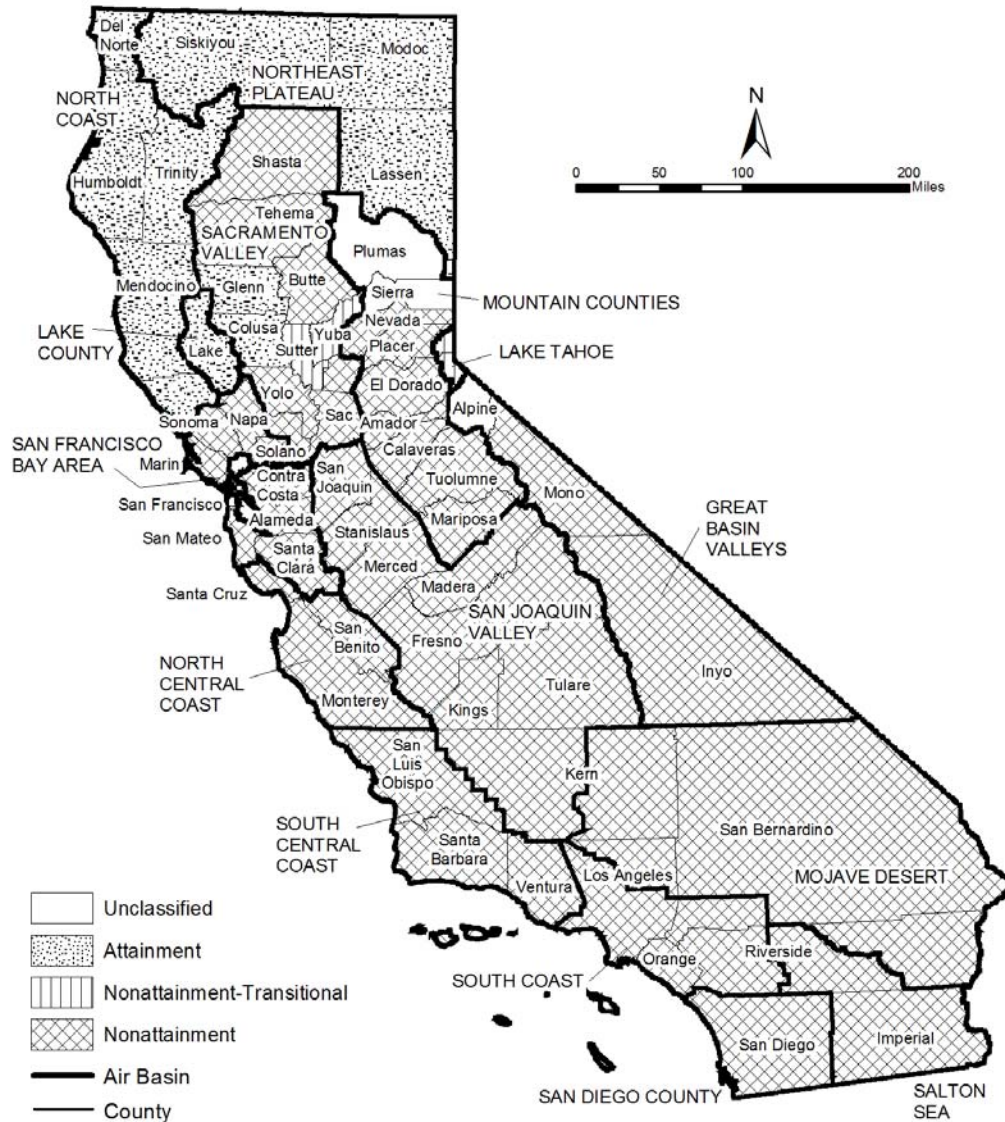 Del
Norte
Siskiyou
Modoc
NORTHEAST
PLATEAU
NORTH
COAST
N
Shasta
Trinity
Humboldt
Lassen
0 50 100 200
Miles
Tehema
SACRAMENTO
VALLEY
Plumas
Mendocino
Glenn
Butte
Sierra
MOUNTAIN COUNTIES
LAKE
COUNTY
Colusa
Yuba
Nevada
Lake
Sutter
Placer
LAKE TAHOE
El Dorado
Yolo
Alpine
Sonoma
Napa
Sac
Amador
SAN FRANCISCO
BAY AREA
Solano
Calaveras
Marin
Contra
Costa
San
Joaquin
Tuolumne
Mono
San Francisco
Alameda
Mariposa
GREAT
BASIN
VALLEYS
San Mateo
Stanislaus
Santa
Clara
Merced
Santa Cruz
Madera
SAN JOAQUIN
VALLEY
San
Benito
Fresno
NORTH
CENTRAL
COAST
Inyo
Monterey
Kings
Tulare
San
Luis
Obispo
Kern
SOUTH
CENTRAL
COAST
Santa
Barbara
San Bernardino
Ventura
Los Angeles
MOJAVE DESERT
Unclassified
Attainment
Nonattainment-Transitional
Nonattainment
Air Basin
County
SOUTH COAST
Orange
Riverside
San Diego
Imperial
SAN DIEGO COUNTY
SALTON
SEA